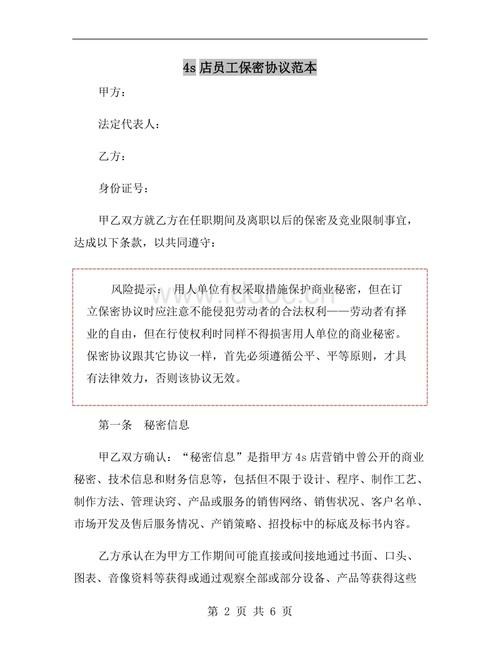 4s店员工保密协议范本
甲方：
法定代表人：
乙方：
身份证号：
甲乙双方就乙方在任职期间及离职以后的保密及竞业限制事宜，
达成以下条款，以共同遵守：
风险提示： 用人单位有权采取措施保护商业秘密，但在订
立保密协议时应注意不能侵犯劳动者的合法权利——劳动者有择
业的自由，但在行使权利时同样不得损害用人单位的商业秘密。
保密协议跟其它协议一样，首先必须遵循公平、平等原则，才具
有法律效力，否则该协议无效。
第一条 秘密信息
甲乙双方确认：“秘密信息”是指甲方4s店营销中曾公开的商业
秘密、技术信息和财务信息等，包括但不限于设计、程序、制作工艺、
制作方法、管理诀窍、产品或服务的销售网络、销售状况、客户名单、
市场开发及售后服务情况、产销策略、招投标中的标底及标书内容。
乙方承认在为甲方工作期间可能直接或间接地通过书面、口头、
图表、音像资料等获得或通过观察全部或部分设备、产品等获得这些
第 2 页 共 6 页